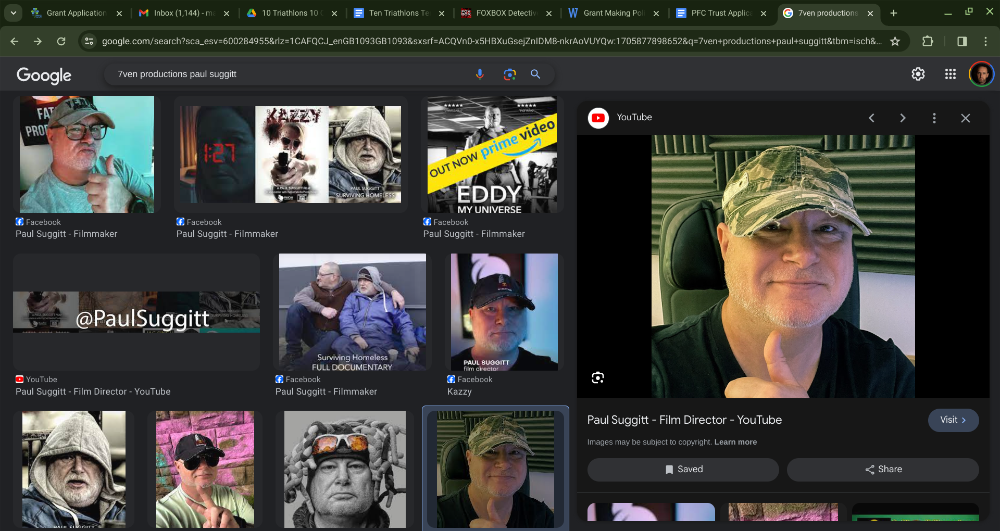 Grant Application
Inbox (1,144) - ma
10 Triathlons 10 C
Ten Triathlons Te
FOXBOX Detectiv
Grant Making Poli
PFC Trust Applica
7ven productions
google.com/search?sca_esv=600284955&rlz=1CAFQCJ_enGB1093GB1093&sxsrf=ACQVn0-x5HBXuGsejZnIDM8-nkrAoVUYQw:1705877898652&q=7ven+productions+paul+suggitt&tbm=isch&...
Google
7ven productions paul suggitt
FAT
PRO
1:27
KAZZY
A PAUL SUGGITT FILM
PAUL SUGGITT
SURVIVING HOMELESS
OUT NOW prime video
EDDY
MY UNIVERSE
Facebook
Paul Suggitt - Filmmaker
Facebook
Paul Suggitt - Filmmaker
Facebook
Paul Suggitt - Filmmaker
@PaulSuggitt
Surviving Homeless
FULL DOCUMENTARY
PAUL SUGGITT
film director
YouTube
Paul Suggitt - Film Director - YouTube
Facebook
Paul Suggitt - Filmmaker
Facebook
Kazzy
PAUL SUGGITT
YouTube
Paul Suggitt - Film Director - YouTube
Visit
Images may be subject to copyright. Learn more
Saved
Share